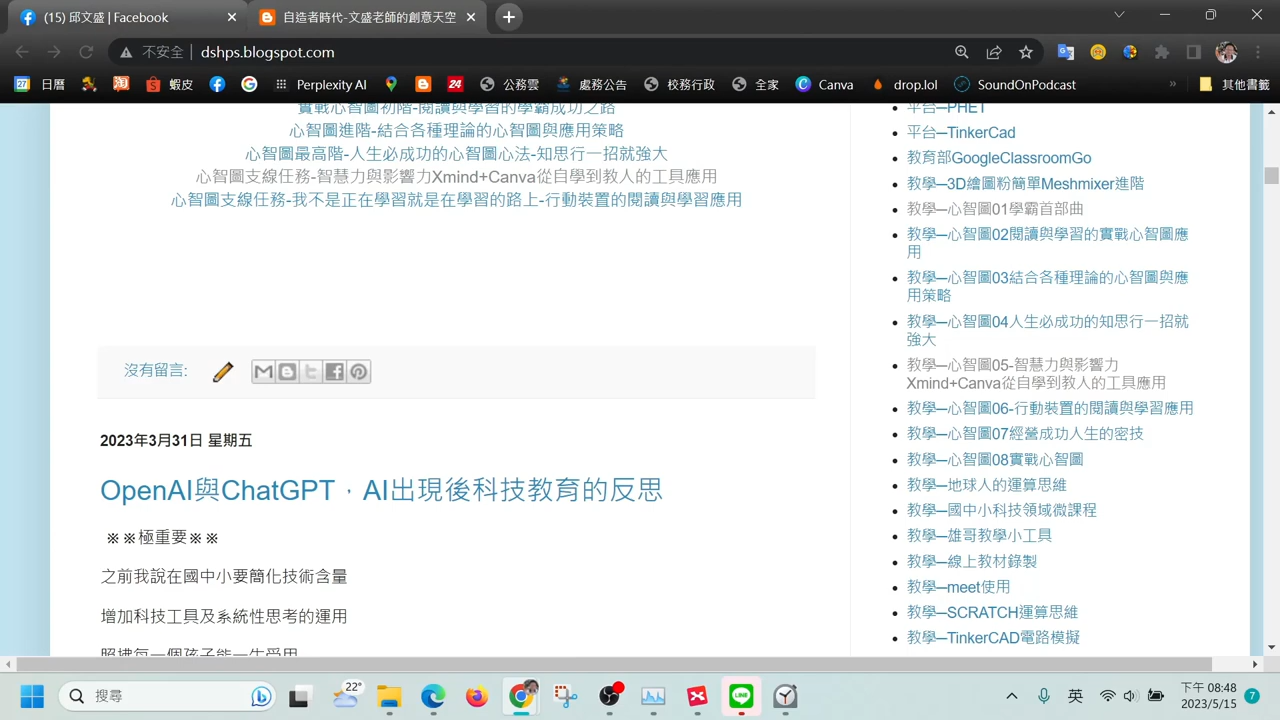 (15) 邱文盛 | Facebook
自造者時代-文盛老師的創意天空
不安全
dshps.blogspot.com
27 日曆 淘 蝦皮 Perplexity AI 24 公務雲 處務公告 校務行政 全家 Canva drop.lol SoundOnPodcast » 其他書籤
實戰心智圖初階-閱讀與學習的學霸成功之路
心智圖進階-結合各種理論的心智圖與應用策略
心智圖最高階-人生必成功的心智圖心法-知思行一招就強大
心智圖支線任務-智慧力與影響力Xmind+Canva從自學到教人的工具應用
心智圖支線任務-我不是正在學習就是在學習的路上-行動裝置的閱讀與學習應用
沒有留言:
2023年3月31日 星期五
OpenAI與ChatGPT，AI出現後科技教育的反思
※※極重要※※
之前我說在國中小要簡化技術含量
增加科技工具及系統性思考的運用
照拂每一個孩子能一生受用
平台—PHET
平台—TinkerCad
教育部GoogleClassroomGo
教學—3D繪圖粉簡單Meshmixer進階
教學—心智圖01學霸首部曲
教學—心智圖02閱讀與學習的實戰心智圖應
用
教學—心智圖03結合各種理論的心智圖與應
用策略
教學—心智圖04人生必成功的知思行一招就
強大
教學—心智圖05-智慧力與影響力
Xmind+Canva從自學到教人的工具應用
教學—心智圖06-行動裝置的閱讀與學習應用
教學—心智圖07經營成功人生的密技
教學—心智圖08實戰心智圖
教學—地球人的運算思維
教學—國中小科技領域微課程
教學—雄哥教學小工具
教學—線上教材錄製
教學—meet使用
教學—SCRATCH運算思維
教學—TinkerCAD電路模擬
搜尋
22°
LINE
英
下午 08:48
2023/5/15
7